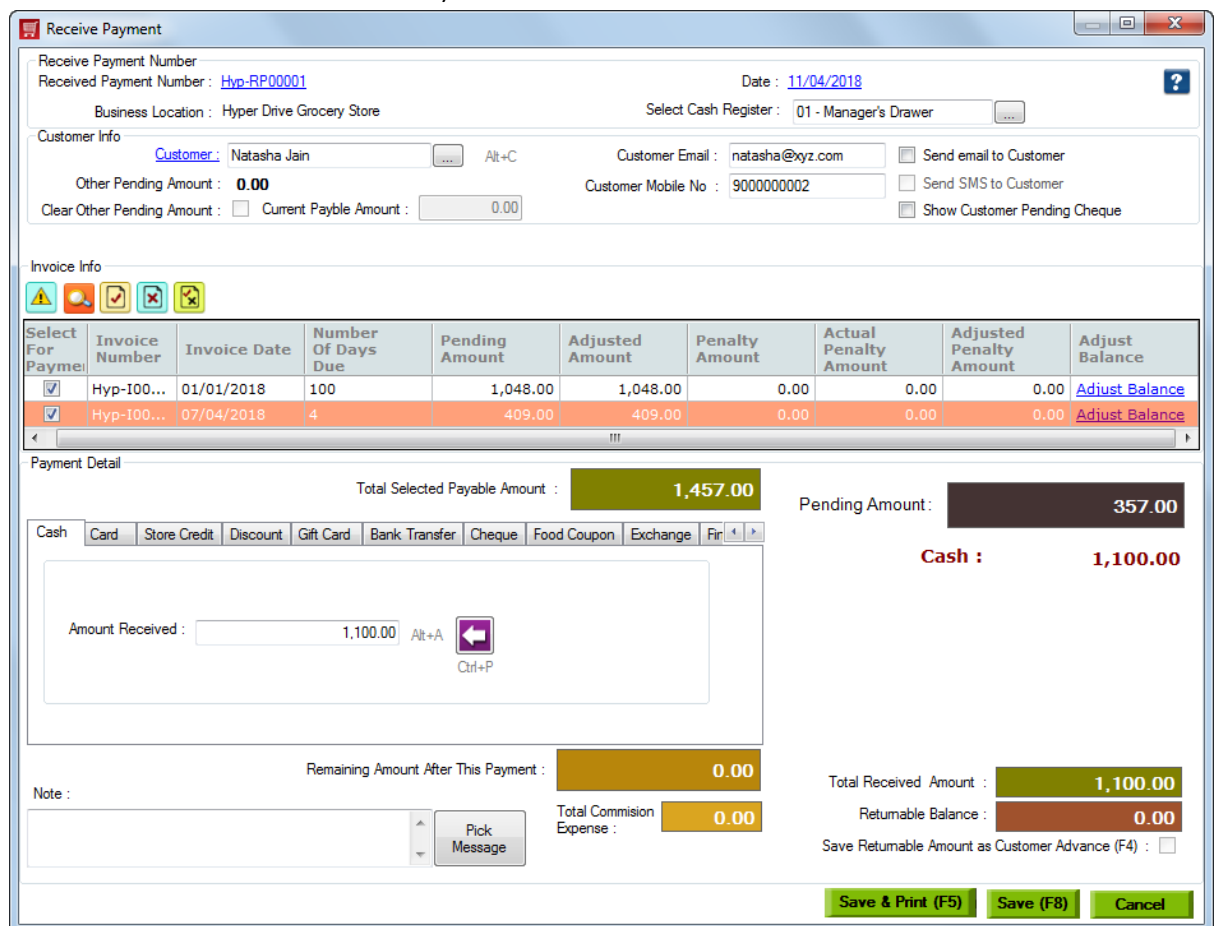 Receive Payment
Receive Payment Number
Received Payment Number : Hyp-RP00001 Date : 11/04/2018
Business Location : Hyper Drive Grocery Store Select Cash Register : 01 - Manager's Drawer ...
Customer Info
Customer : Natasha Jain ... Alt+C Customer Email : natasha@xyz.com Send email to Customer
Other Pending Amount : 0.00 Customer Mobile No : 9000000002 Send SMS to Customer
Clear Other Pending Amount : Current Payble Amount : 0.00 Show Customer Pending Cheque
Invoice Info
Select For Paymen Invoice Number Invoice Date Number Of Days Due Pending Amount Adjusted Amount Penalty Amount Actual Penalty Amount Adjusted Penalty Amount Adjust Balance
Hyp-I00... 01/01/2018 100 1,048.00 1,048.00 0.00 0.00 0.00 Adjust Balance
Hyp-I00... 07/04/2018 4 409.00 409.00 0.00 0.00 0.00 Adjust Balance
Payment Detail
Total Selected Payable Amount : 1,457.00 Pending Amount : 357.00
Cash Card Store Credit Discount Gift Card Bank Transfer Cheque Food Coupon Exchange Fin
Cash : 1,100.00
Amount Received : 1,100.00 Alt+A
Ctrl+P
Remaining Amount After This Payment : 0.00 Total Received Amount : 1,100.00
Note :
Pick Message Total Commision Expense : 0.00 Returnable Balance : 0.00
Save Returnable Amount as Customer Advance (F4) :
Save & Print (F5) Save (F8) Cancel